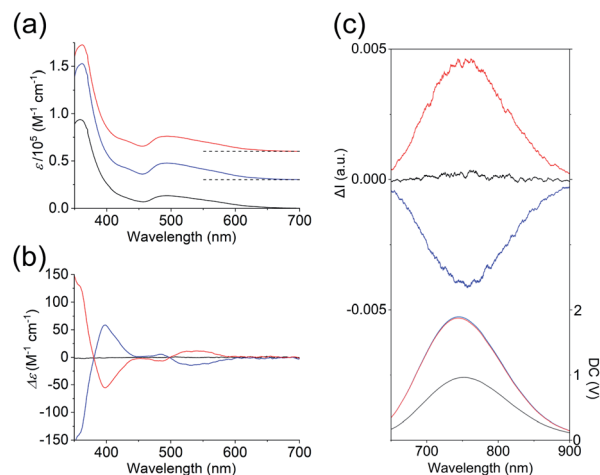 (a)
ε/10⁵ (M⁻¹ cm⁻¹)
1.5
1.0
0.5
0.0
400 500 600 700
Wavelength (nm)
(b)
Δε (M⁻¹ cm⁻¹)
150
100
50
0
-50
-100
-150
400 500 600 700
Wavelength (nm)
(c)
ΔI (a.u.)
0.005
0.000
-0.005
2
1
0
DC (V)
700 800 900
Wavelength (nm)